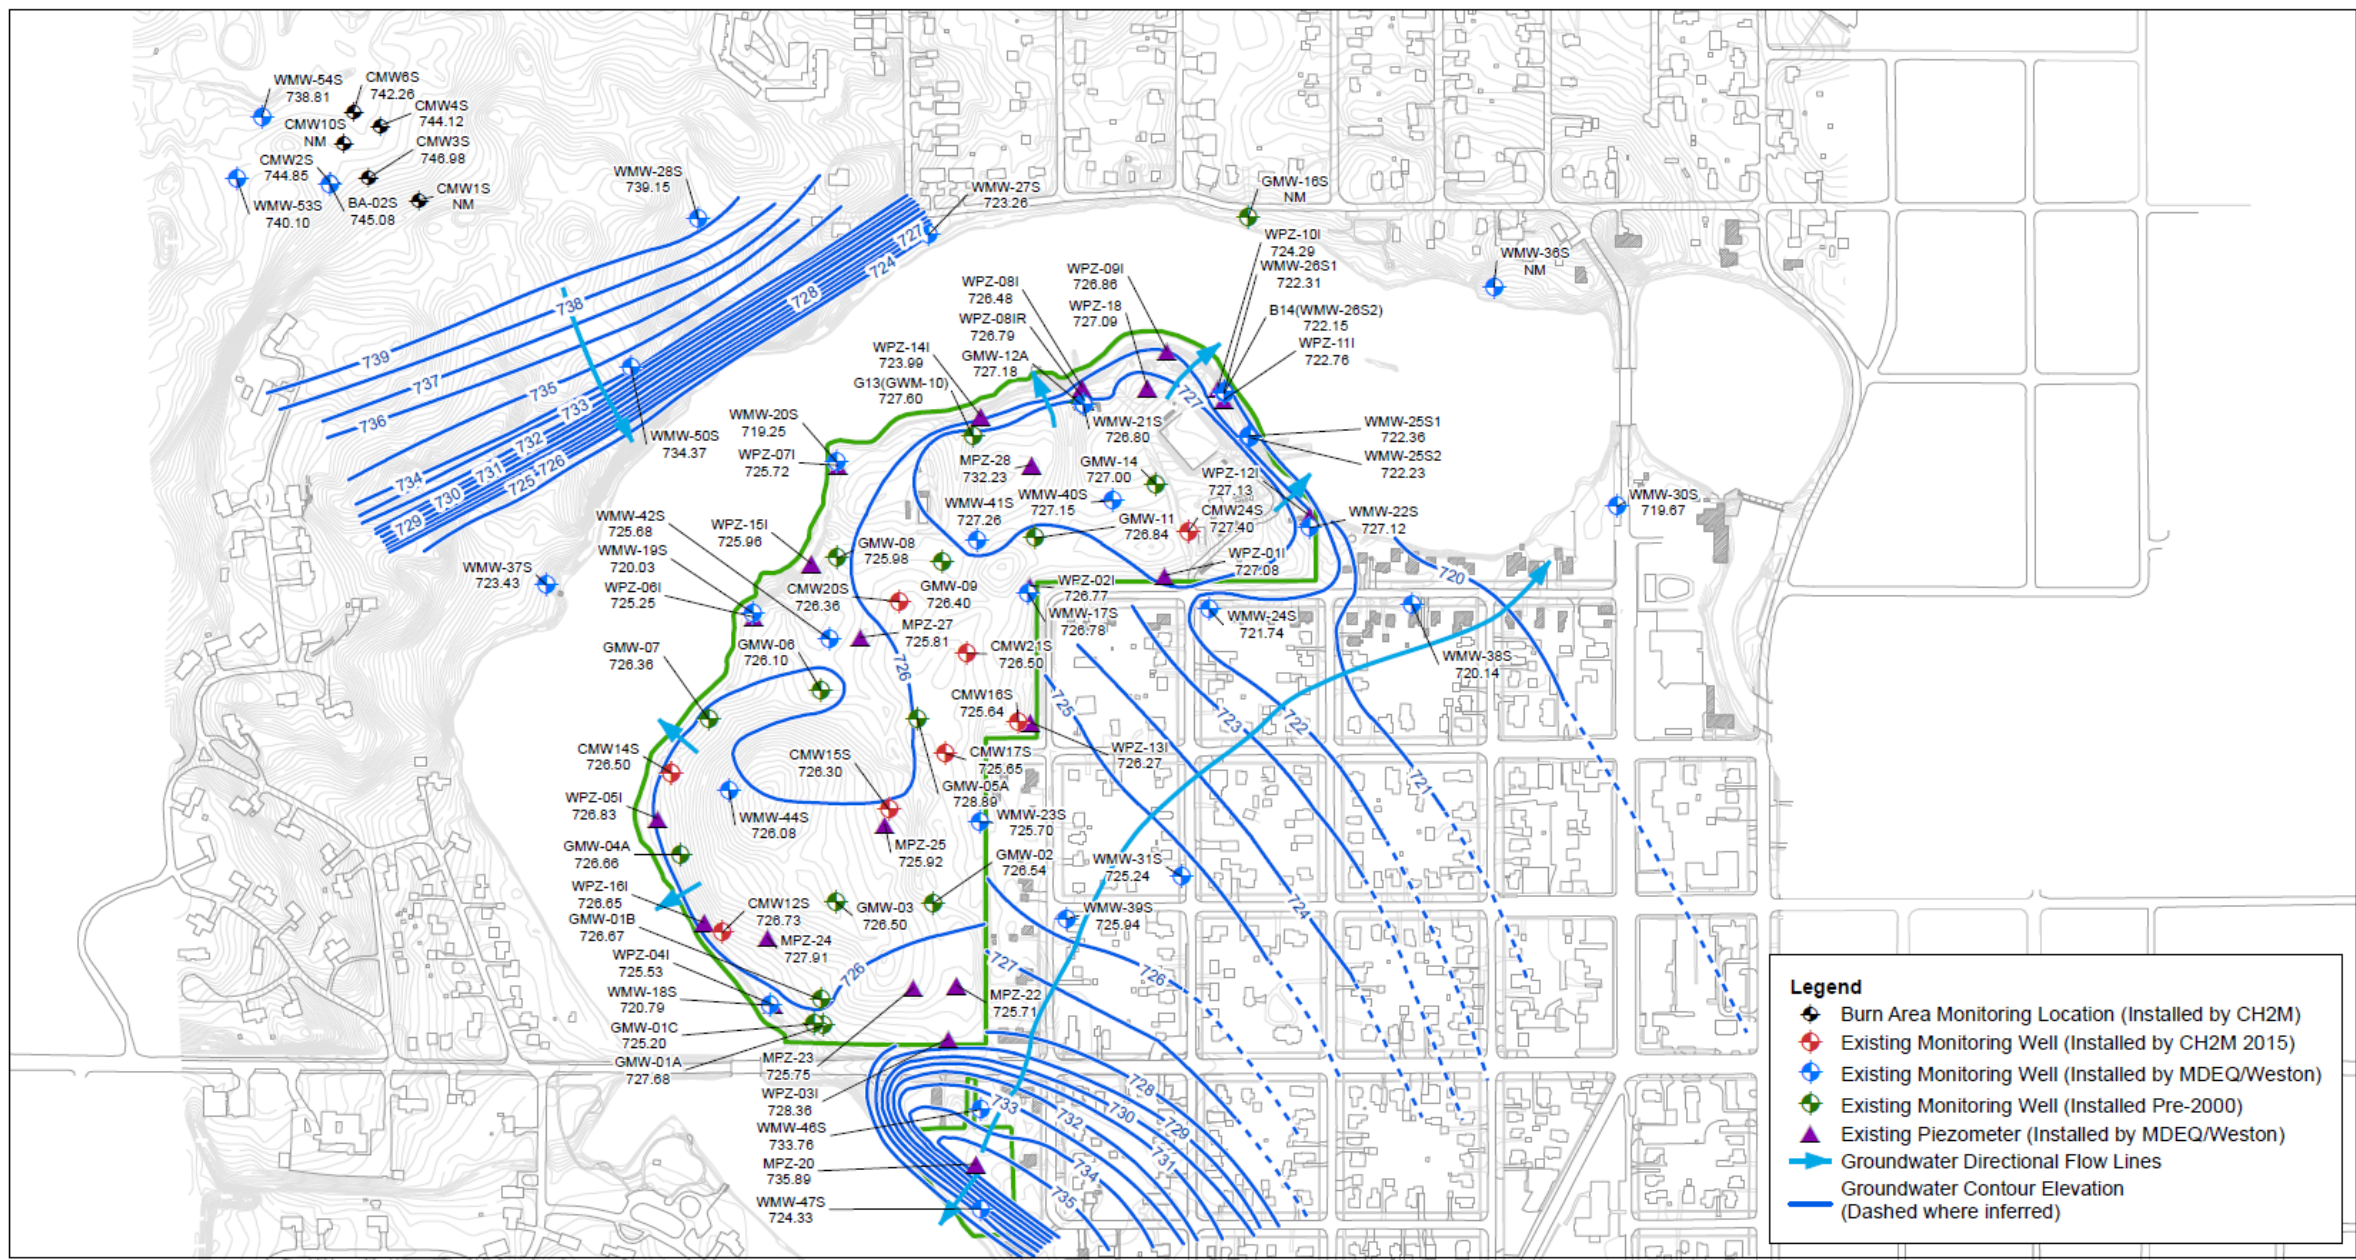 WMW-54S
738.81
CMW6S
742.26
CMW4S
744.12
CMW10S
NM
CMW3S
746.98
CMW2S
744.85
CMW1S
NM
WMW-53S
740.10
BA-02S
745.08
WMW-28S
739.15
WMW-27S
723.26
GMW-16S
NM
WPZ-10I
724.29
WMW-26S1
722.31
WMW-36S
NM
B14(WMW-26S2)
722.15
WPZ-11I
722.76
WPZ-09I
726.86
WPZ-18
727.09
WPZ-08I
726.48
WPZ-08IR
726.79
GMW-12A
727.18
WPZ-14I
723.99
G13(GWM-10)
727.60
WMW-20S
719.25
WPZ-07I
725.72
WMW-50S
734.37
WMW-21S
726.80
WMW-25S1
722.36
WMW-25S2
722.23
MPZ-28
732.23
GMW-14
727.00
WPZ-12I
727.13
WMW-40S
727.15
WMW-41S
727.26
CMW24S
727.40
WMW-22S
727.12
WMW-30S
719.67
GMW-11
726.84
WMW-42S
725.68
WPZ-15I
725.96
WMW-19S
720.03
GMW-08
725.98
WPZ-01I
727.08
WMW-37S
723.43
WPZ-06I
725.25
CMW20S
726.36
GMW-09
726.40
WPZ-02I
726.77
WMW-17S
726.78
WMW-24S
721.74
MPZ-27
725.81
GMW-06
726.10
GMW-07
726.36
CMW21S
726.50
WMW-38S
720.14
CMW16S
725.64
WPZ-13I
726.27
CMW14S
726.50
CMW15S
726.30
CMW17S
725.65
GMW-05A
728.89
WPZ-05I
726.83
WMW-44S
726.08
WMW-23S
725.70
MPZ-25
725.92
GMW-04A
726.66
GMW-02
726.54
WMW-31S
725.24
WPZ-16I
726.65
CMW12S
726.73
GMW-03
726.50
WMW-39S
725.94
GMW-01B
726.67
MPZ-24
727.91
WPZ-04I
725.53
WMW-18S
720.79
MPZ-22
725.71
GMW-01C
725.20
GMW-01A
727.68
MPZ-23
725.75
WPZ-03I
728.36
WMW-46S
733.76
MPZ-20
735.89
WMW-47S
724.33
739
738
737
736
735
734
733
732
731
730
729
728
727
726
725
724
727
726
726
720
721
722
723
724
725
726
727
728
729
730
731
732
733
734
735
Legend
Burn Area Monitoring Location (Installed by CH2M)
Existing Monitoring Well (Installed by CH2M 2015)
Existing Monitoring Well (Installed by MDEQ/Weston)
Existing Monitoring Well (Installed Pre-2000)
Existing Piezometer (Installed by MDEQ/Weston)
Groundwater Directional Flow Lines
Groundwater Contour Elevation
(Dashed where inferred)